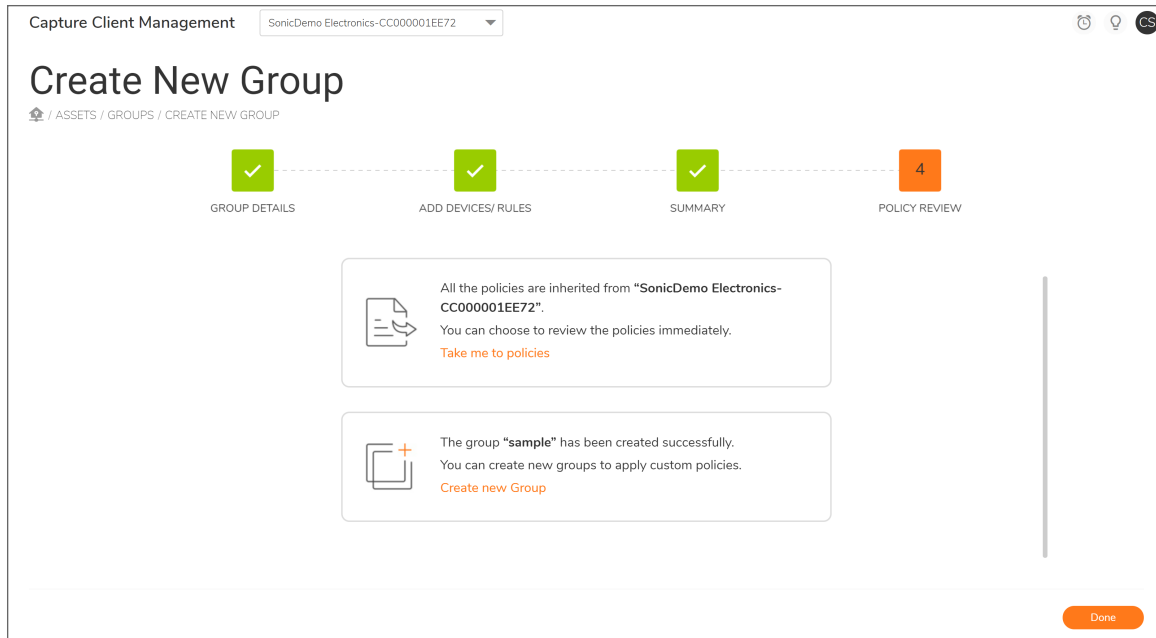 Capture Client Management
SonicDemo Electronics-CC000001EE72
CS
Create New Group
/ ASSETS / GROUPS / CREATE NEW GROUP
4
GROUP DETAILS
ADD DEVICES/ RULES
SUMMARY
POLICY REVIEW
All the policies are inherited from “SonicDemo Electronics-
CC000001EE72”.
You can choose to review the policies immediately.
Take me to policies
The group “sample” has been created successfully.
You can create new groups to apply custom policies.
Create new Group
Done